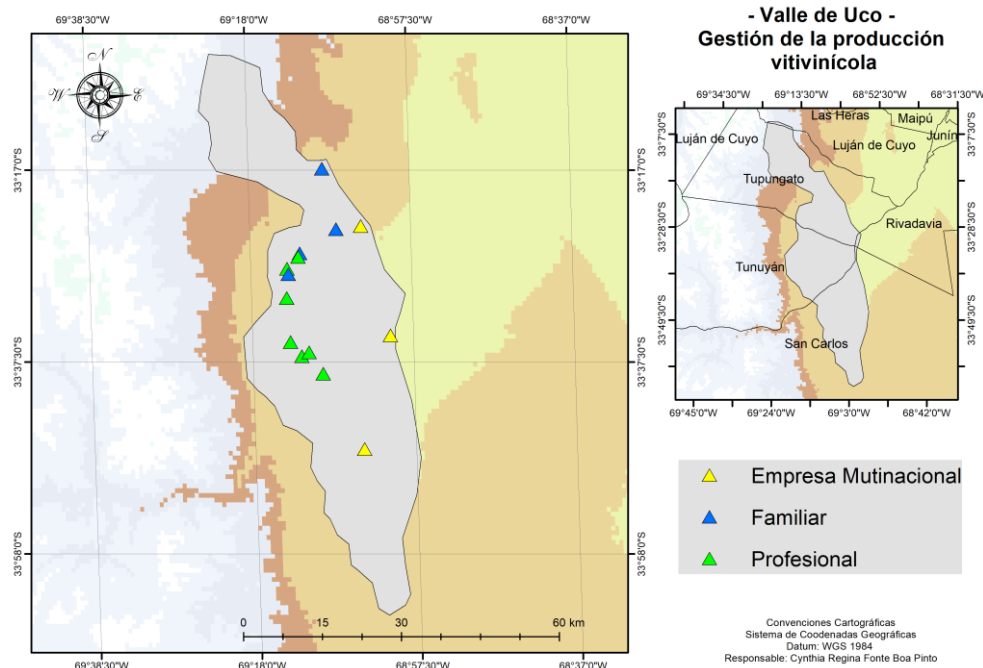 69°38'30"W 69°18'0"W 68°57'30"W 68°37'0"W
N
W E
S
33°17'0"S 33°17'0"S
33°37'30"S 33°37'30"S
33°58'0"S 33°58'0"S
0 15 30 60 km
69°38'30"W 69°18'0"W 68°57'30"W 68°37'0"W
- Valle de Uco -
Gestión de la producción
vitivinícola
69°34'30"W 69°13'30"W 68°52'30"W 68°31'30"W
Las Heras
Maipú
Luján de Cuyo
Junín
Luján de Cuyo
Tupungato
Rivadavia
Tunuyán
San Carlos
33°7'30"S 33°7'30"S
33°28'30"S 33°28'30"S
33°49'30"S 33°49'30"S
69°45'0"W 69°24'0"W 69°3'0"W 68°42'0"W
Empresa Mutinacional
Familiar
Profesional
Convenciones Cartográficas
Sistema de Coodenadas Geográficas
Datum: WGS 1984
Responsable: Cynthia Regina Fonte Boa Pinto